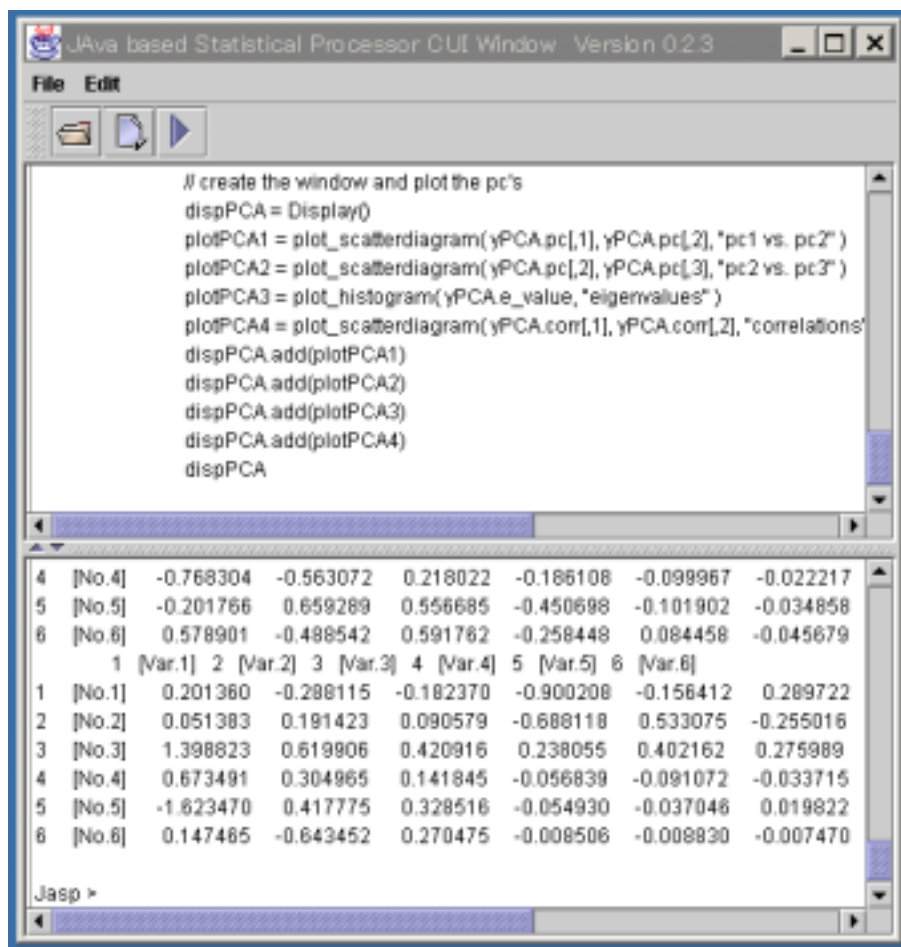 JAva based Statistical Processor CUI Window Version 0.2.3
File Edit
// create the window and plot the pc's
dispPCA = Display()
plotPCA1 = plot_scatterdiagram( yPCA.pc[,1], yPCA.pc[,2], "pc1 vs. pc2" )
plotPCA2 = plot_scatterdiagram( yPCA.pc[,2], yPCA.pc[,3], "pc2 vs. pc3" )
plotPCA3 = plot_histogram( yPCA.e_value, "eigenvalues" )
plotPCA4 = plot_scatterdiagram( yPCA.corr[,1], yPCA.corr[,2], "correlations"
dispPCA.add(plotPCA1)
dispPCA.add(plotPCA2)
dispPCA.add(plotPCA3)
dispPCA.add(plotPCA4)
dispPCA
4 [No.4] -0.768304 -0.563072 0.218022 -0.186108 -0.099967 -0.022217
5 [No.5] -0.201766 0.659289 0.556685 -0.450698 -0.101902 -0.034858
6 [No.6] 0.578901 -0.488542 0.591762 -0.258448 0.084458 -0.045679
1 [Var.1] 2 [Var.2] 3 [Var.3] 4 [Var.4] 5 [Var.5] 6 [Var.6]
1 [No.1] 0.201360 -0.288115 -0.182370 -0.900208 -0.156412 0.289722
2 [No.2] 0.051383 0.191423 0.090579 -0.688118 0.533075 -0.255016
3 [No.3] 1.398823 0.619906 0.420916 0.238055 0.402162 0.275989
4 [No.4] 0.673491 0.304965 0.141845 -0.056839 -0.091072 -0.033715
5 [No.5] -1.623470 0.417775 0.328516 -0.054930 -0.037046 0.019822
6 [No.6] 0.147465 -0.643452 0.270475 -0.008506 -0.008830 -0.007470
Jasp >